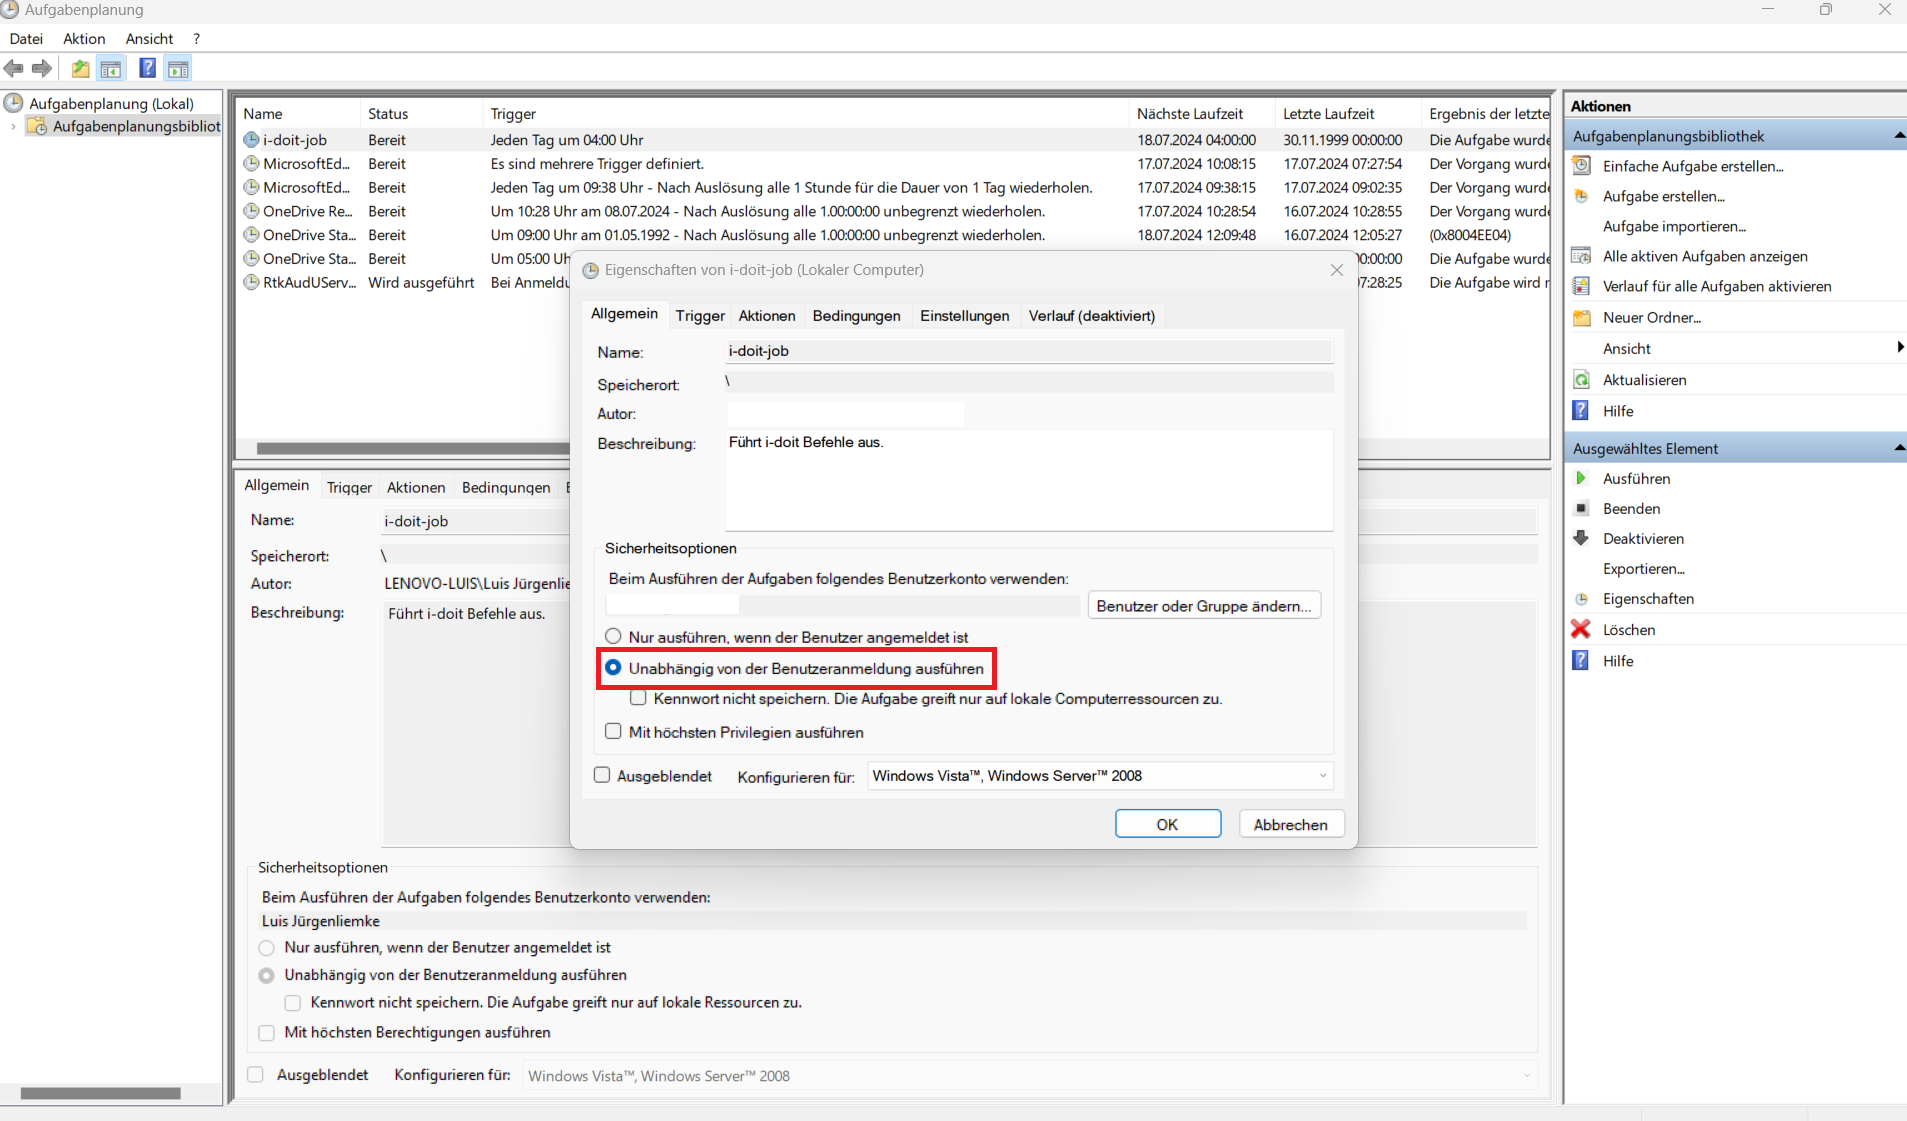 Aufgabenplanung
Datei Aktion Ansicht ?
Aufgabenplanung (Lokal)
Aufgabenplanungsbibliot
Name Status Trigger Nächste Laufzeit Letzte Laufzeit Ergebnis der letzte
i-doit-job Bereit Jeden Tag um 04:00 Uhr 18.07.2024 04:00:00 30.11.1999 00:00:00 Die Aufgabe wurde
MicrosoftEd... Bereit Es sind mehrere Trigger definiert. 17.07.2024 10:08:15 17.07.2024 07:27:54 Der Vorgang wurde
MicrosoftEd... Bereit Jeden Tag um 09:38 Uhr - Nach Auslösung alle 1 Stunde für die Dauer von 1 Tag wiederholen. 17.07.2024 09:38:15 17.07.2024 09:02:35 Der Vorgang wurde
OneDrive Re... Bereit Um 10:28 Uhr am 08.07.2024 - Nach Auslösung alle 1.00:00:00 unbegrenzt wiederholen. 17.07.2024 10:28:54 16.07.2024 10:28:55 Der Vorgang wurde
OneDrive Sta... Bereit Um 09:00 Uhr am 01.05.1992 - Nach Auslösung alle 1.00:00:00 unbegrenzt wiederholen. 18.07.2024 12:09:48 16.07.2024 12:05:27 (0x8004EE04)
OneDrive Sta... Bereit Um 05:00 Uh 00:00:00 Die Aufgabe wurde
RtkAudUServ... Wird ausgeführt Bei Anmeldu 7:28:25 Die Aufgabe wird r
Eigenschaften von i-doit-job (Lokaler Computer)
Allgemein Trigger Aktionen Bedingungen Einstellungen Verlauf (deaktiviert)
Name: i-doit-job
Speicherort: \
Autor:
Beschreibung: Führt i-doit Befehle aus.
Sicherheitsoptionen
Beim Ausführen der Aufgaben folgendes Benutzerkonto verwenden:
Benutzer oder Gruppe ändern...
Nur ausführen, wenn der Benutzer angemeldet ist
Unabhängig von der Benutzeranmeldung ausführen
Kennwort nicht speichern. Die Aufgabe greift nur auf lokale Computerressourcen zu.
Mit höchsten Privilegien ausführen
Ausgeblendet Konfigurieren für: Windows Vista™, Windows Server™ 2008
OK Abbrechen
Allgemein Trigger Aktionen Bedingungen
Name: i-doit-job
Speicherort: \
Autor: LENOVO-LUIS\Luis Jürgenlie
Beschreibung: Führt i-doit Befehle aus.
Sicherheitsoptionen
Beim Ausführen der Aufgaben folgendes Benutzerkonto verwenden:
Luis Jürgenliemke
Nur ausführen, wenn der Benutzer angemeldet ist
Unabhängig von der Benutzeranmeldung ausführen
Kennwort nicht speichern. Die Aufgabe greift nur auf lokale Ressourcen zu.
Mit höchsten Berechtigungen ausführen
Ausgeblendet Konfigurieren für: Windows Vista™, Windows Server™ 2008
Aktionen
Aufgabenplanungsbibliothek
Einfache Aufgabe erstellen...
Aufgabe erstellen...
Aufgabe importieren...
Alle aktiven Aufgaben anzeigen
Verlauf für alle Aufgaben aktivieren
Neuer Ordner...
Ansicht
Aktualisieren
Hilfe
Ausgewähltes Element
Ausführen
Beenden
Deaktivieren
Exportieren...
Eigenschaften
Löschen
Hilfe